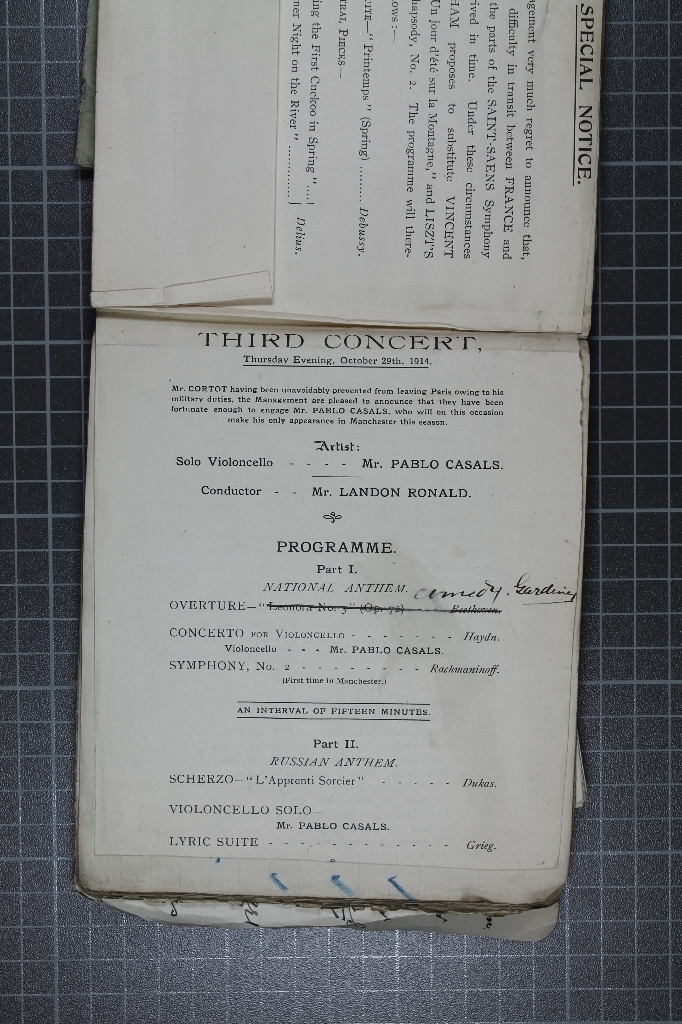 SPECIAL NOTICE.
gement very much regret to announce that,
difficulty in transit between FRANCE and
the parts of the SAINT-SAENS Symphony
rived in time. Under these circumstances
HAM proposes to substitute VINCENT
Un jour d'été sur la Montagne," and LISZT'S
hapsody, No. 2. The programme will there-
ows:—
ITE—"Printemps" (Spring) ......... Debussy.
TRAL PIECES—
ing the First Cuckoo in Spring" ....
ner Night on the River" ............. Delius.
THIRD CONCERT,
Thursday Evening, October 29th, 1914.
Mr. CORTOT having been unavoidably prevented from leaving Paris owing to his
military duties, the Management are pleased to announce that they have been
fortunate enough to engage Mr. PABLO CASALS, who will on this occasion
make his only appearance in Manchester this season.
Artist:
Solo Violoncello - - - - Mr. PABLO CASALS.
Conductor - - Mr. LANDON RONALD.
PROGRAMME.
Part I.
NATIONAL ANTHEM. comedy. Gardiner
OVERTURE—"Leonora No. 3" (Op. 72) Beethoven.
CONCERTO FOR VIOLONCELLO - - - - - - - Haydn.
Violoncello - - - Mr. PABLO CASALS.
SYMPHONY, No. 2 - - - - - - - - Rachmaninoff.
(First time in Manchester.)
AN INTERVAL OF FIFTEEN MINUTES.
Part II.
RUSSIAN ANTHEM.
SCHERZO—"L'Apprenti Sorcier" - - - - - Dukas.
VIOLONCELLO SOLO—
Mr. PABLO CASALS.
LYRIC SUITE - - - - - - - - - - - - Grieg.